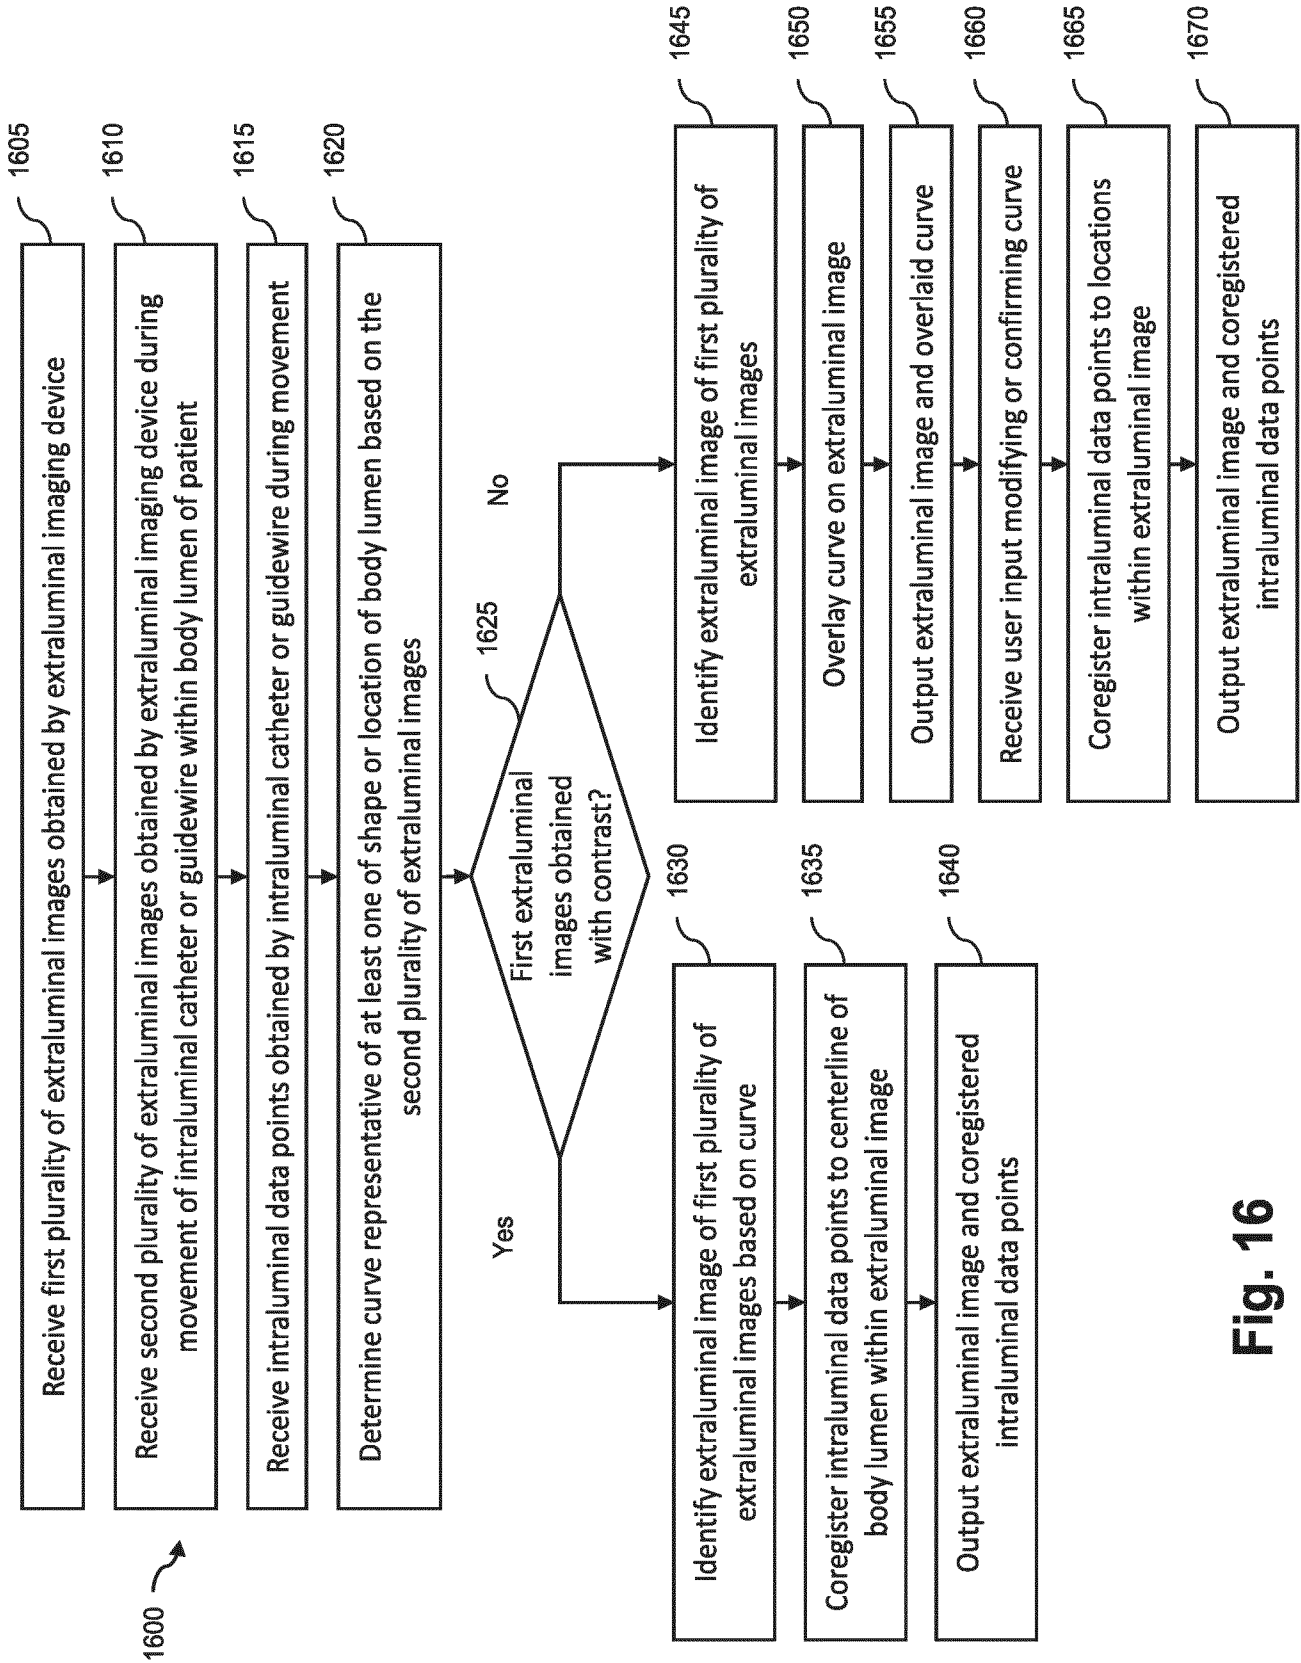 1600
Receive first plurality of extraluminal images obtained by extraluminal imaging device
1605
Receive second plurality of extraluminal images obtained by extraluminal imaging device during
movement of intraluminal catheter or guidewire within body lumen of patient
1610
Receive intraluminal data points obtained by intraluminal catheter or guidewire during movement
1615
Determine curve representative of at least one of shape or location of body lumen based on the
second plurality of extraluminal images
1620
First extraluminal
images obtained
with contrast?
1625
Yes
No
Identify extraluminal image of first plurality of
extraluminal images based on curve
1630
Coregister intraluminal data points to centerline of
body lumen within extraluminal image
1635
Output extraluminal image and coregistered
intraluminal data points
1640
Identify extraluminal image of first plurality of
extraluminal images
1645
Overlay curve on extraluminal image
1650
Output extraluminal image and overlaid curve
1655
Receive user input modifying or confirming curve
1660
Coregister intraluminal data points to locations
within extraluminal image
1665
Output extraluminal image and coregistered
intraluminal data points
1670
Fig. 16